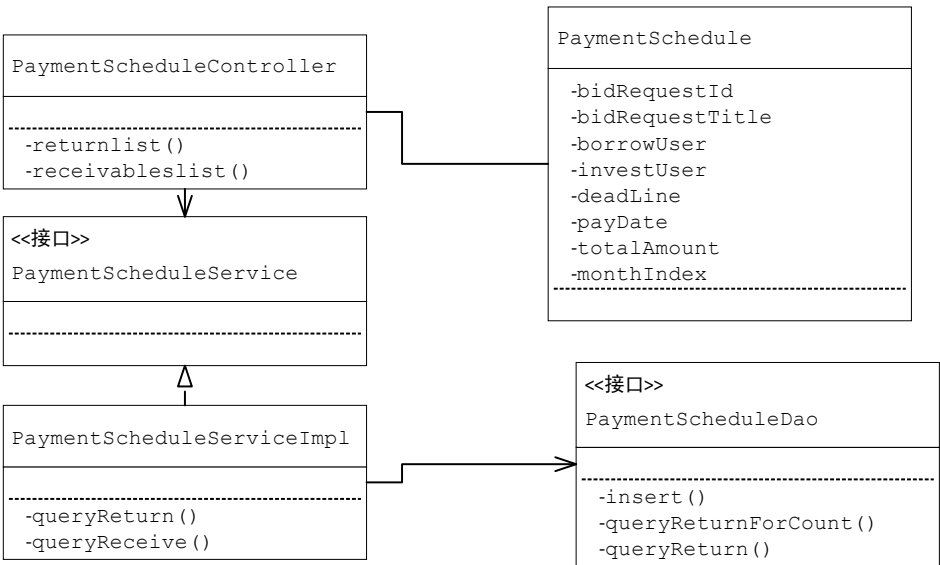 PaymentScheduleController
-returnlist()
-receivableslist()
<<接口>>
PaymentScheduleService
PaymentScheduleServiceImpl
-queryReturn()
-queryReceive()
PaymentSchedule
-bidRequestId
-bidRequestTitle
-borrowUser
-investUser
-deadLine
-payDate
-totalAmount
-monthIndex
<<接口>>
PaymentScheduleDao
-insert()
-queryReturnForCount()
-queryReturn()